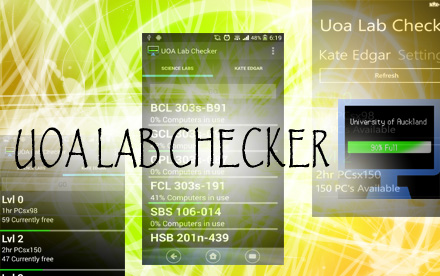 6:19
48%
UOA Lab Checker
SCIENCE LABS
KATE EDGAR
BCL 303s-B91
0% Computers in use
0% Computers in use
UOA LAB CHECKER
FCL 303s-191
41% Computers in use
SBS 106-014
0% Computers in use
HSB 201n-439
Lvl 0
1hr PCsx98
59 Currently free
Lvl 2
2hr PCsx150
47 Currently free
Uoa Lab Check
Kate Edgar Setting
Refresh
Available
University of Auckland
90% Full
2hr PCsx150
150 PC's Available